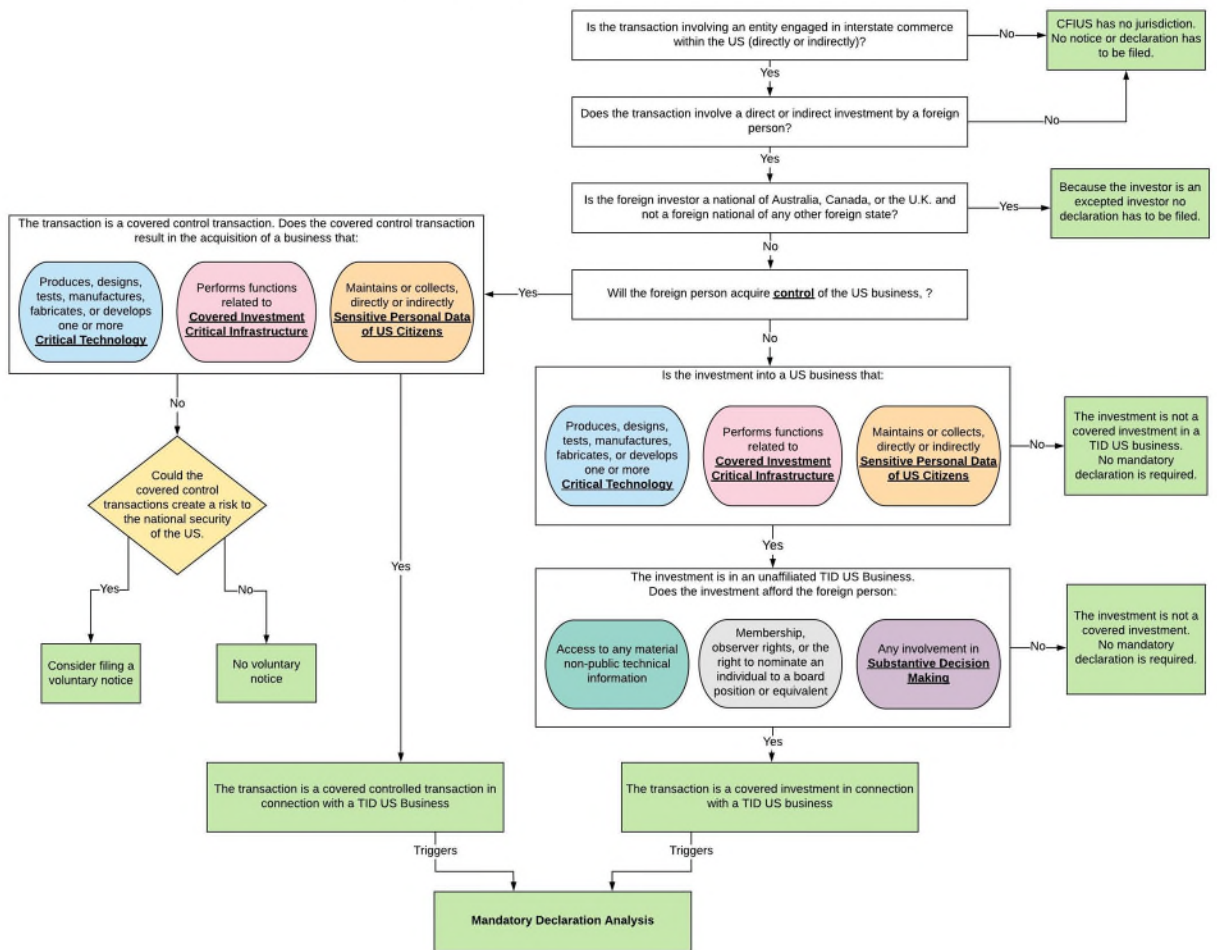 Is the transaction involving an entity engaged in interstate commerce
within the US (directly or indirectly)?
No
CFIUS has no jurisdiction.
No notice or declaration has
to be filed.
Yes
Does the transaction involve a direct or indirect investment by a foreign
person?
No
Yes
Is the foreign investor a national of Australia, Canada, or the U.K. and
not a foreign national of any other foreign state?
Yes
Because the investor is an
excepted investor no
declaration has to be filed.
No
Will the foreign person acquire control of the US business, ?
Yes
The transaction is a covered control transaction. Does the covered control transaction
result in the acquisition of a business that:
Produces, designs,
tests, manufactures,
fabricates, or develops
one or more
Critical Technology
Performs functions
related to
Covered Investment
Critical Infrastructure
Maintains or collects,
directly or indirectly
Sensitive Personal Data
of US Citizens
No
Is the investment into a US business that:
Produces, designs,
tests, manufactures,
fabricates, or develops
one or more
Critical Technology
Performs functions
related to
Covered Investment
Critical Infrastructure
Maintains or collects,
directly or indirectly
Sensitive Personal Data
of US Citizens
No
The investment is not a
covered investment in a
TID US business.
No mandatory
declaration is required.
No
Could the
covered control
transactions create a risk to
the national security
of the US.
Yes
No
Consider filing a
voluntary notice
No voluntary
notice
Yes
Yes
The investment is in an unaffiliated TID US Business.
Does the investment afford the foreign person:
Access to any material
non-public technical
information
Membership,
observer rights, or the
right to nominate an
individual to a board
position or equivalent
Any involvement in
Substantive Decision
Making
No
The investment is not a
covered investment.
No mandatory
declaration is required.
Yes
The transaction is a covered controlled transaction in
connection with a TID US Business
The transaction is a covered investment in connection
with a TID US business
Triggers
Triggers
Mandatory Declaration Analysis